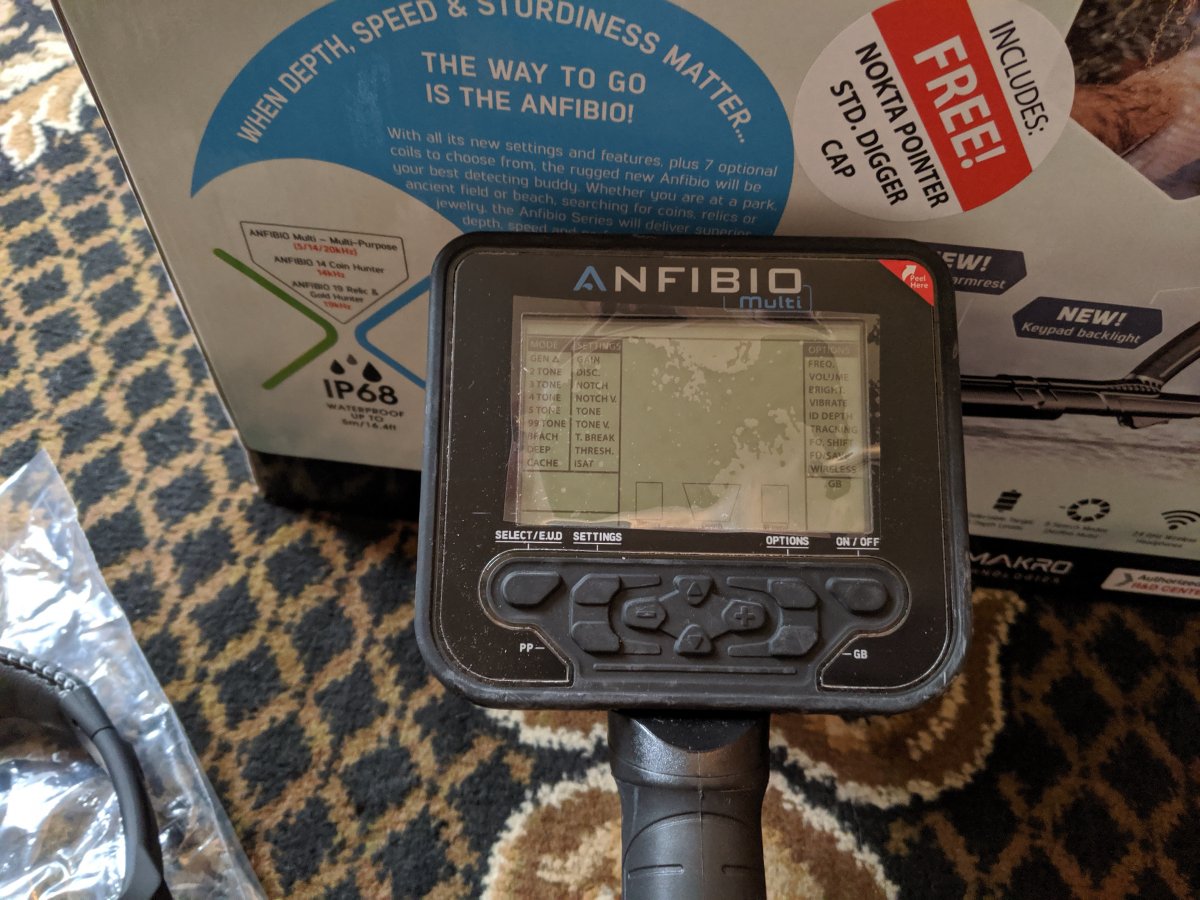 WHEN DEPTH, SPEED & STURDINESS MATTER...
THE WAY TO GO
IS THE ANFIBIO!
With all its new settings and features, plus 7 optional
coils to choose from, the rugged new Anfibio will be
your best detecting buddy. Whether you are at a park,
ancient field or beach, searching for coins, relics or
jewelry, the Anfibio Series will deliver superior
depth, speed and
INCLUDES:
FREE!
NOKTA POINTER
STD. DIGGER
CAP
ANFIBIO Multi - Multi-Purpose
(5/14/20kHz)
ANFIBIO 14 Coin Hunter
14kHz
ANFIBIO 19 Relic &
Gold Hunter
19kHz
IP68
WATERPROOF
UP TO
5m/16.4ft
NEW!
armrest
NEW!
Keypad backlight
MAKRO
Authorized
R&D CENTER
ANFIBIO
multi
Peel
Here
MODE
GEN
2 TONE
3 TONE
4 TONE
5 TONE
99 TONE
BEACH
DEEP
CACHE
SETTINGS
GAIN
DISC.
NOTCH
NOTCH V.
TONE
TONE V.
T. BREAK
THRESH.
ISAT
OPTIONS
FREQ.
VOLUME
BRIGHT.
VIBRATE
ID DEPTH
TRACKING
FQ. SHIFT
FD/SAVE
WIRELESS
GB
SELECT/E.U.D
SETTINGS
OPTIONS
ON / OFF
PP
GB